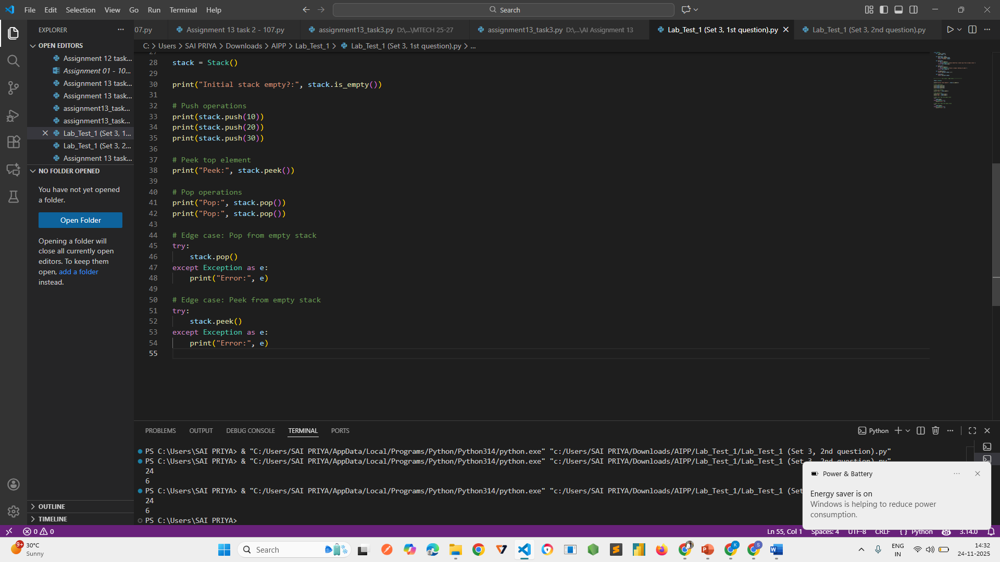 File Edit Selection View Go Run Terminal Help
Search
EXPLORER
07.py
Assignment 13 task 2 - 107.py
assignment13_task3.py D:\...\MTECH 25-27
assignment13_task3.py D:\...\AI Assignment 13
Lab_Test_1 (Set 3, 1st question).py
Lab_Test_1 (Set 3, 2nd question).py
C: > Users > SAI PRIYA > Downloads > AIPP > Lab_Test_1 > Lab_Test_1 (Set 3, 1st question).py > ...
OPEN EDITORS
Assignment 12 task...
Assignment 01 - 10...
Assignment 13 task...
Assignment 13 task...
assignment13_task...
assignment13_task...
Lab_Test_1 (Set 3, 1...
Lab_Test_1 (Set 3, 2...
Assignment 13 task...
NO FOLDER OPENED
You have not yet opened
a folder.
Open Folder
Opening a folder will
close all currently open
editors. To keep them
open, add a folder
instead.
OUTLINE
TIMELINE
27
28 stack = Stack()
29
30 print("Initial stack empty?:", stack.is_empty())
31
32 # Push operations
33 print(stack.push(10))
34 print(stack.push(20))
35 print(stack.push(30))
36
37 # Peek top element
38 print("Peek:", stack.peek())
39
40 # Pop operations
41 print("Pop:", stack.pop())
42 print("Pop:", stack.pop())
43
44 # Edge case: Pop from empty stack
45 try:
46 stack.pop()
47 except Exception as e:
48 print("Error:", e)
49
50 # Edge case: Peek from empty stack
51 try:
52 stack.peek()
53 except Exception as e:
54 print("Error:", e)
55
PROBLEMS OUTPUT DEBUG CONSOLE TERMINAL PORTS
Python
PS C:\Users\SAI PRIYA> & "C:/Users/SAI PRIYA/AppData/Local/Programs/Python/Python314/python.exe" "c:/Users/SAI PRIYA/Downloads/AIPP/Lab_Test_1/Lab_Test_1 (Set 3, 2nd question).py"
PS C:\Users\SAI PRIYA> & "C:/Users/SAI PRIYA/AppData/Local/Programs/Python/Python314/python.exe" "c:/Users/SAI PRIYA/Downloads/AIPP/Lab_Test_1/Lab_Test_1 (Set 3, 2nd question).py"
24
6
PS C:\Users\SAI PRIYA> & "C:/Users/SAI PRIYA/AppData/Local/Programs/Python/Python314/python.exe" "c:/Users/SAI PRIYA/Downloads/AIPP/Lab_Test_1/Lab_Test_1 (Set
24
6
PS C:\Users\SAI PRIYA>
Power & Battery
Energy saver is on
Windows is helping to reduce power
consumption.
0 0
Ln 55, Col 1 Spaces: 4 UTF-8 CRLF { } Python 3.14.0
9+
30°C
Sunny
Search
K
S
ENG
IN
14:32
24-11-2025